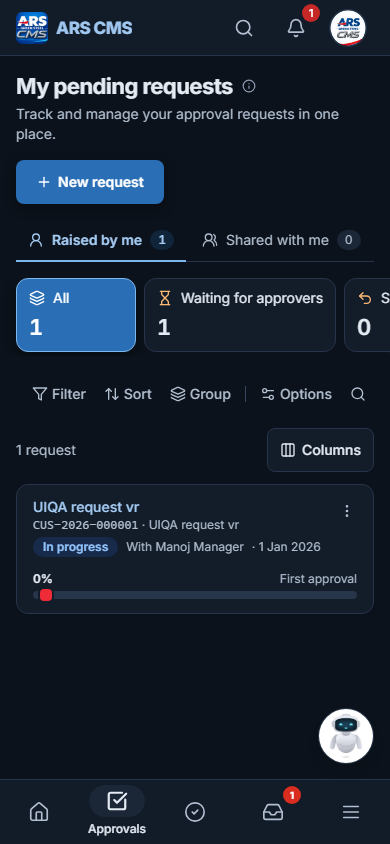 ARS
CMS
ARS CMS
1
ARS
CMS
My pending requests
Track and manage your approval requests in one
place.
+ New request
Raised by me 1
Shared with me 0
All
1
Waiting for approvers
1
S
0
Filter
Sort
Group
Options
1 request
Columns
UIQA request vr
CUS-2026-000001 · UIQA request vr
In progress With Manoj Manager · 1 Jan 2026
0% First approval
1
Approvals